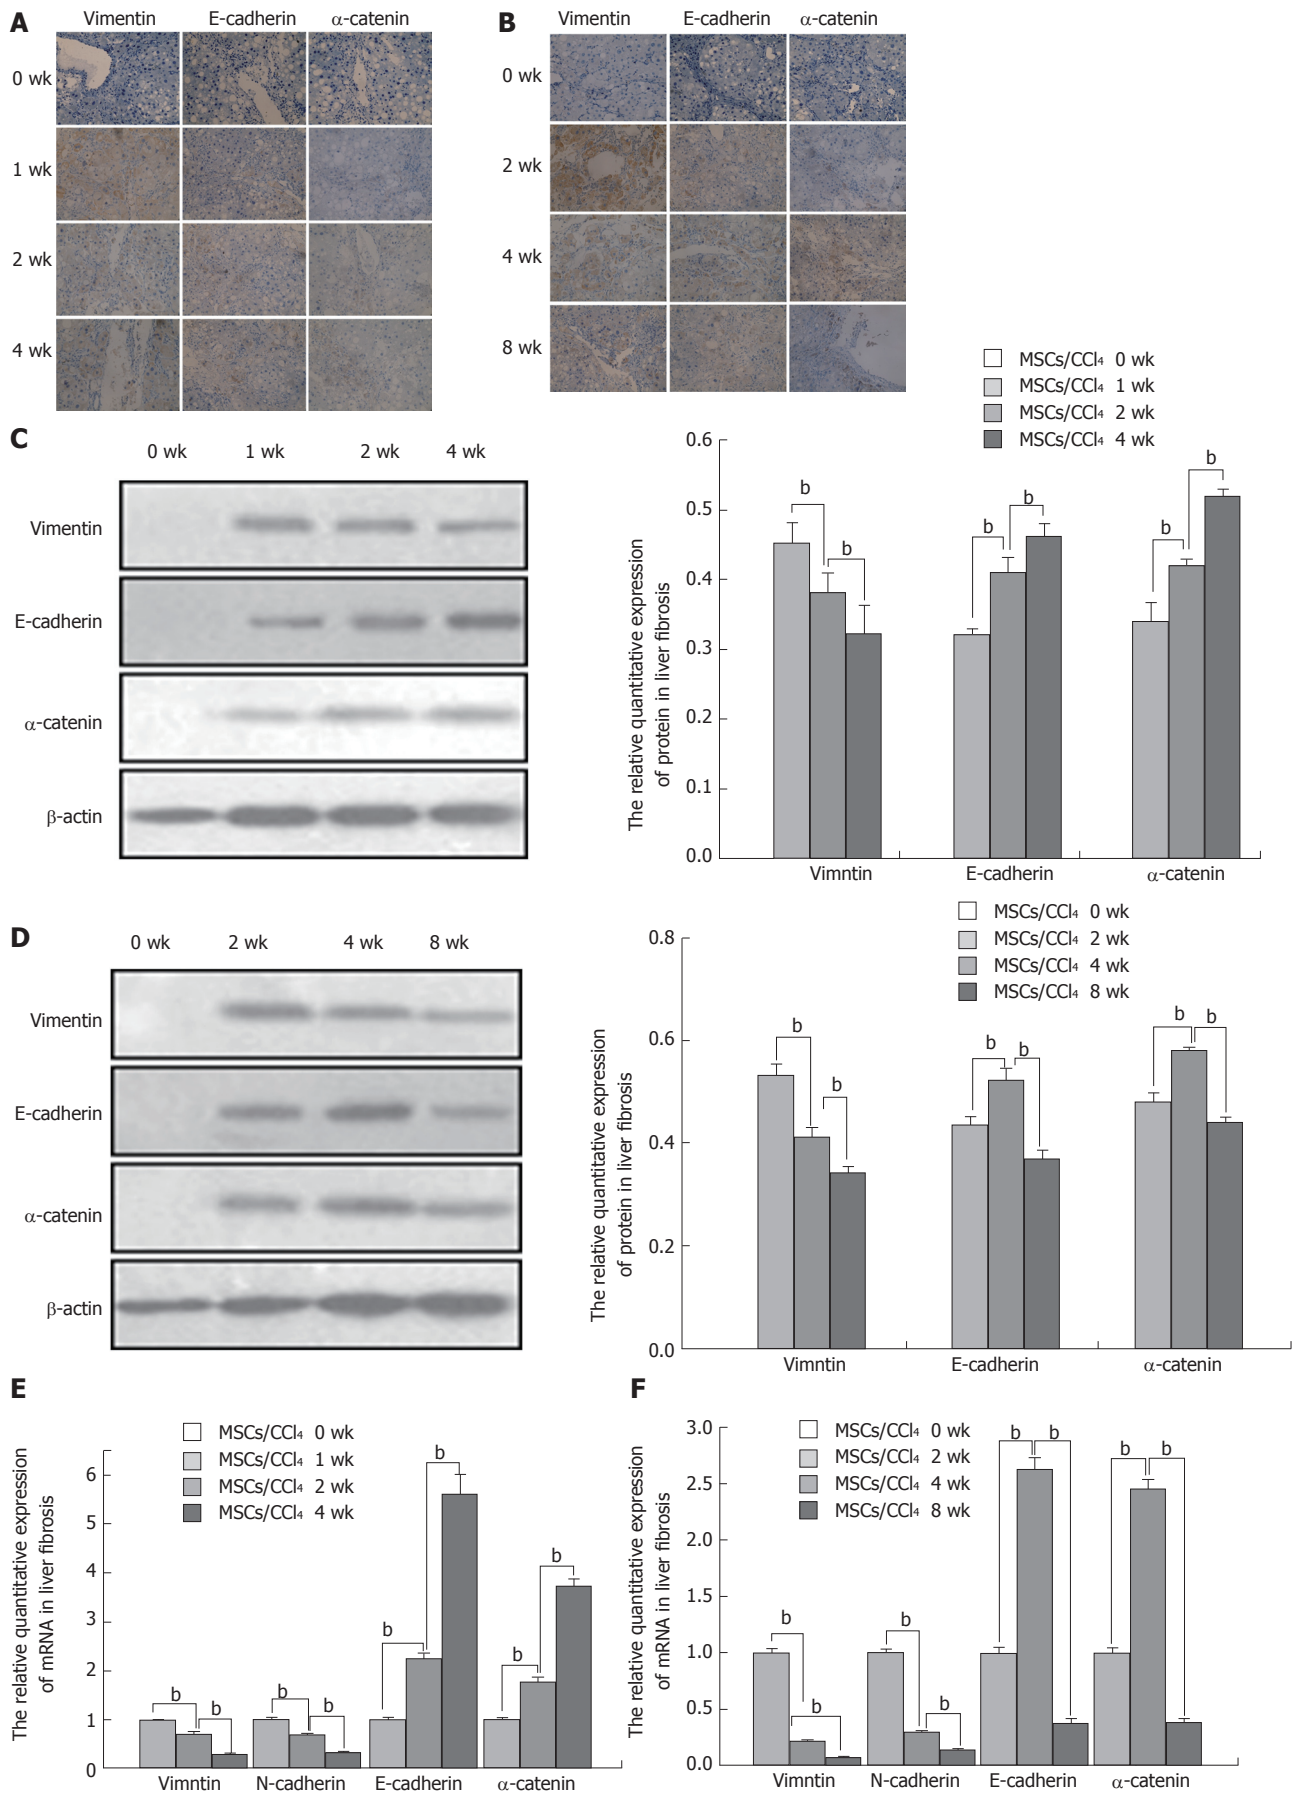 A
Vimentin E-cadherin α-catenin
0 wk
1 wk
2 wk
4 wk
B
Vimentin E-cadherin α-catenin
0 wk
2 wk
4 wk
8 wk
C
0 wk 1 wk 2 wk 4 wk
Vimentin
E-cadherin
α-catenin
β-actin
MSCs/CCl4 0 wk
MSCs/CCl4 1 wk
MSCs/CCl4 2 wk
MSCs/CCl4 4 wk
The relative quantitative expression
of protein in liver fibrosis
0.6
0.5
0.4
0.3
0.2
0.1
0.0
b b b b b b
Vimntin E-cadherin α-catenin
D
0 wk 2 wk 4 wk 8 wk
Vimentin
E-cadherin
α-catenin
β-actin
MSCs/CCl4 0 wk
MSCs/CCl4 2 wk
MSCs/CCl4 4 wk
MSCs/CCl4 8 wk
The relative quantitative expression
of protein in liver fibrosis
0.8
0.6
0.4
0.2
0.0
b b b b b b
Vimntin E-cadherin α-catenin
E
MSCs/CCl4 0 wk
MSCs/CCl4 1 wk
MSCs/CCl4 2 wk
MSCs/CCl4 4 wk
The relative quantitative expression
of mRNA in liver fibrosis
6
5
4
3
2
1
0
b b b b b b b b
Vimntin N-cadherin E-cadherin α-catenin
F
MSCs/CCl4 0 wk
MSCs/CCl4 2 wk
MSCs/CCl4 4 wk
MSCs/CCl4 8 wk
The relative quantitative expression
of mRNA in liver fibrosis
3.0
2.5
2.0
1.5
1.0
0.5
0.0
b b b b b b b b
Vimntin N-cadherin E-cadherin α-catenin